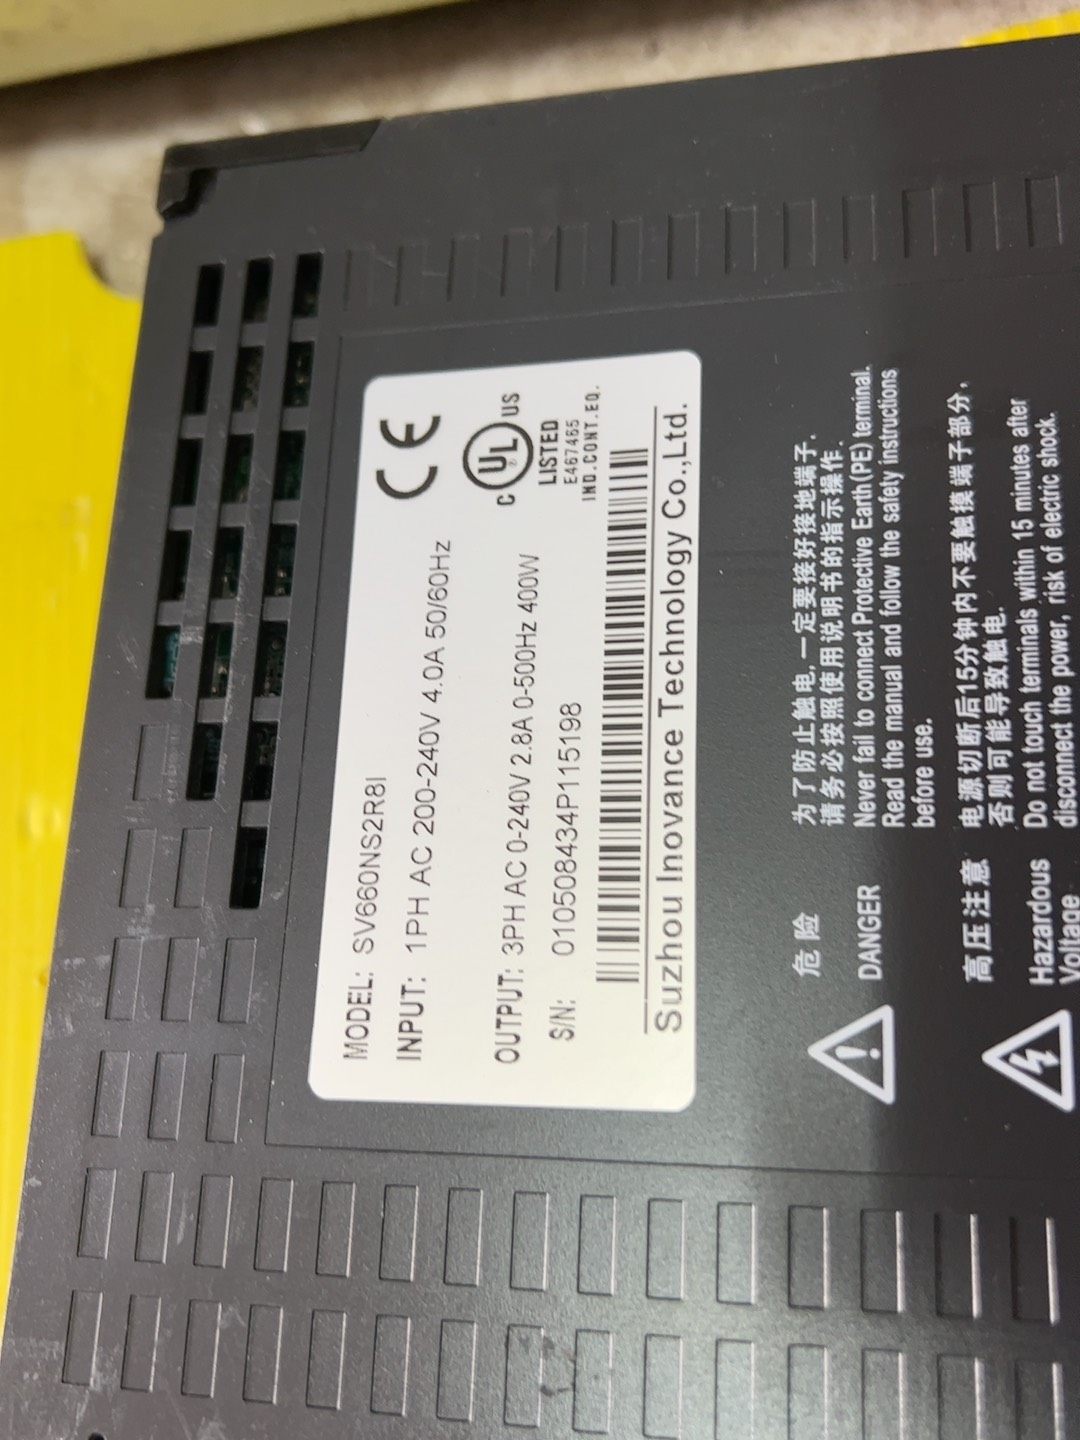 MODEL: SV660NS2R8I
INPUT: 1PH AC 200-240V 4.0A 50/60Hz
OUTPUT: 3PH AC 0-240V 2.8A 0-500Hz 400W
S/N: 010508434P115198
CE
C UL US
LISTED
E467465
IND.CONT.EQ.
Suzhou Inovance Technology Co.,Ltd.
危险
为了防止触电,一定要接好接地端子,
请务必按照使用说明书的指示操作.
DANGER
Never fail to connect Protective Earth(PE) terminal.
Read the manual and follow the safety instructions
before use.
高压注意
电源切断后15分钟内不要触摸端子部分,
否则可能导致触电.
Hazardous
Voltage
Do not touch terminals within 15 minutes after
disconnect the power, risk of electric shock.